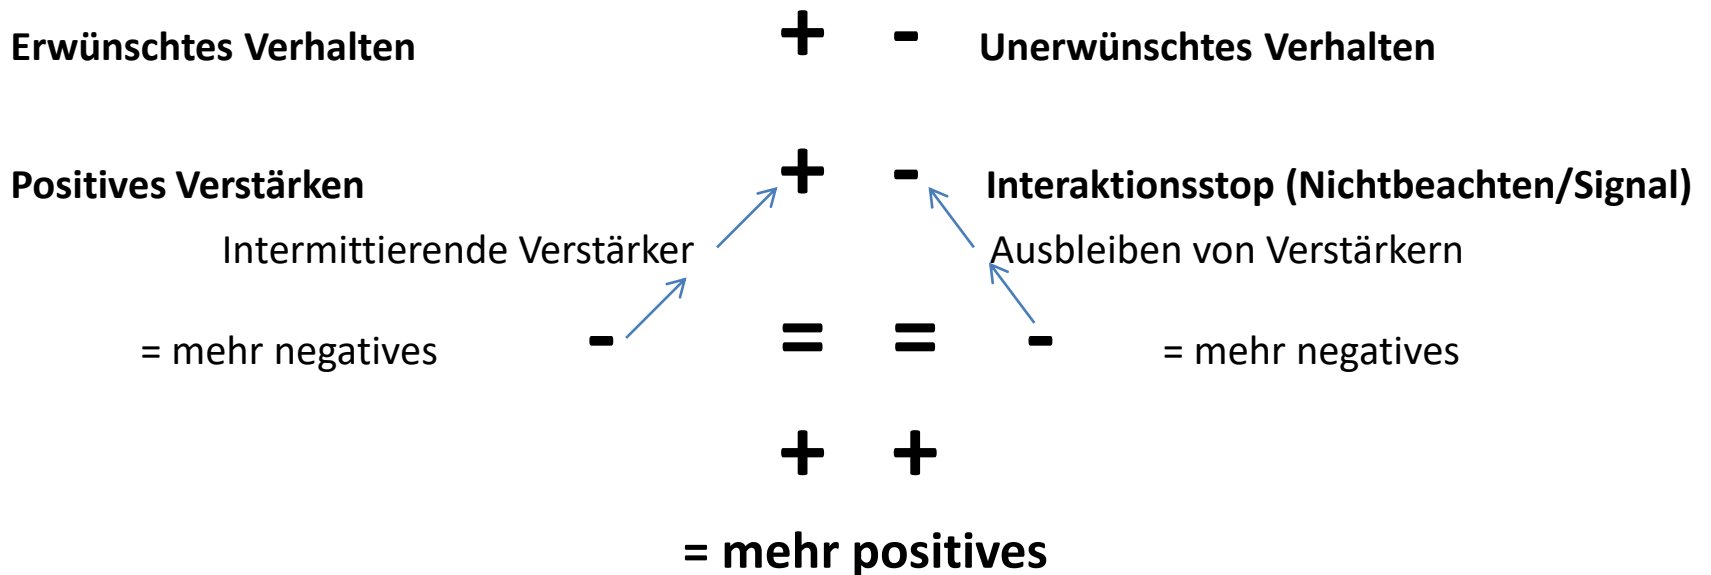 Erwünschtes Verhalten + - Unerwünschtes Verhalten
Positives Verstärken + - Interaktionsstop (Nichtbeachten/Signal)
Intermittierende Verstärker Ausbleiben von Verstärkern
= mehr negatives - = = - = mehr negatives
+ +
= mehr positives